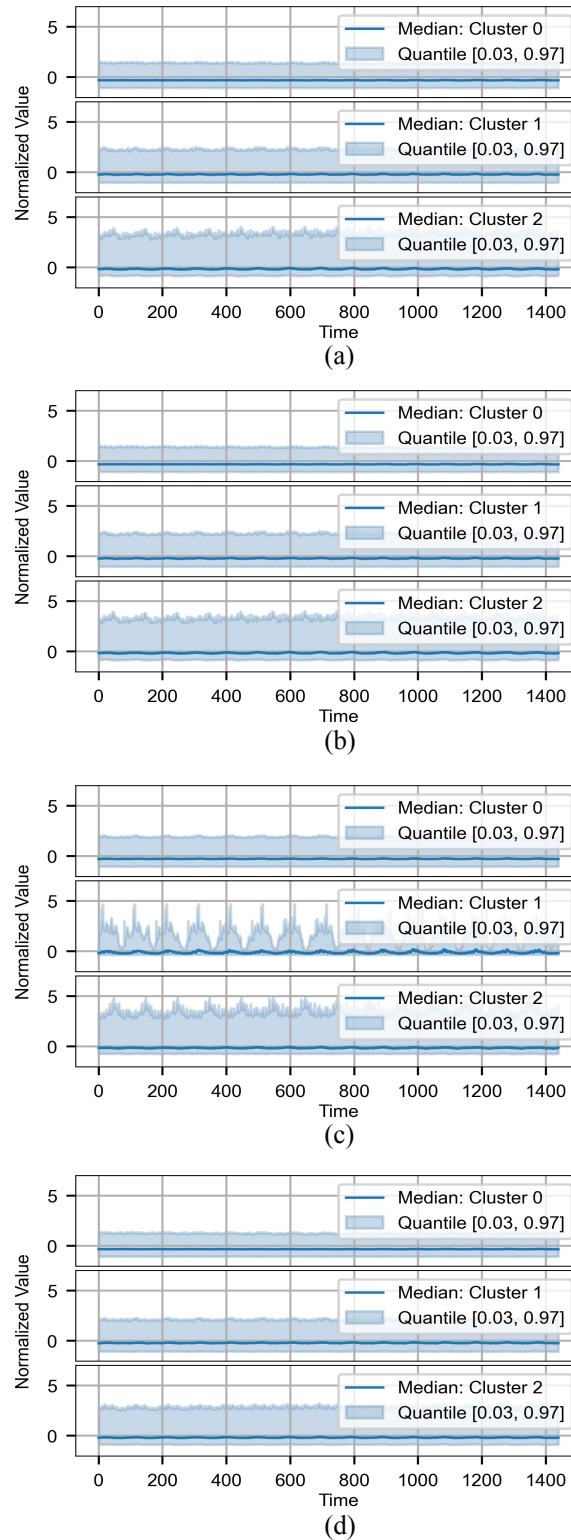 5
Median: Cluster 0
0
Quantile [0.03, 0.97]
Normalized Value
5
Median: Cluster 1
0
Quantile [0.03, 0.97]
5
Median: Cluster 2
0
Quantile [0.03, 0.97]
0 200 400 600 800 1000 1200 1400
Time
(a)
5
Median: Cluster 0
0
Quantile [0.03, 0.97]
Normalized Value
5
Median: Cluster 1
0
Quantile [0.03, 0.97]
5
Median: Cluster 2
0
Quantile [0.03, 0.97]
0 200 400 600 800 1000 1200 1400
Time
(b)
5
Median: Cluster 0
0
Quantile [0.03, 0.97]
Normalized Value
5
Median: Cluster 1
0
Quantile [0.03, 0.97]
5
Median: Cluster 2
0
Quantile [0.03, 0.97]
0 200 400 600 800 1000 1200 1400
Time
(c)
5
Median: Cluster 0
0
Quantile [0.03, 0.97]
Normalized Value
5
Median: Cluster 1
0
Quantile [0.03, 0.97]
5
Median: Cluster 2
0
Quantile [0.03, 0.97]
0 200 400 600 800 1000 1200 1400
Time
(d)